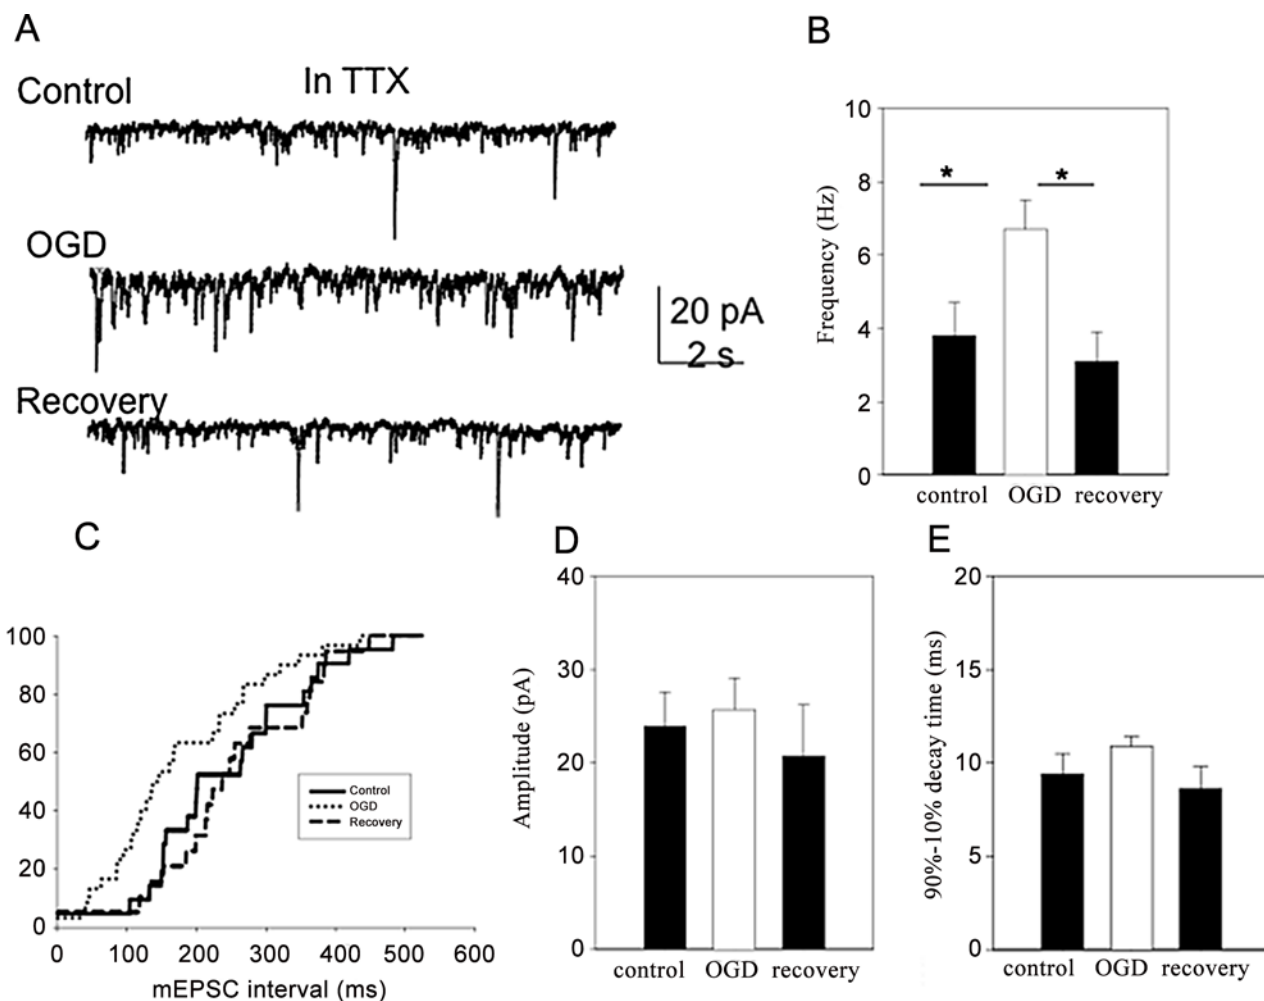 A
Control
In TTX
OGD
20 pA
2 s
Recovery
B
10
8
6
4
2
0
Frequency (Hz)
*
*
control
OGD
recovery
C
100
80
60
40
20
0
0
100
200
300
400
500
600
mEPSC interval (ms)
Control
OGD
Recovery
D
40
30
20
10
0
Amplitude (pA)
control
OGD
recovery
E
20
15
10
5
0
90%-10% decay time (ms)
control
OGD
recovery